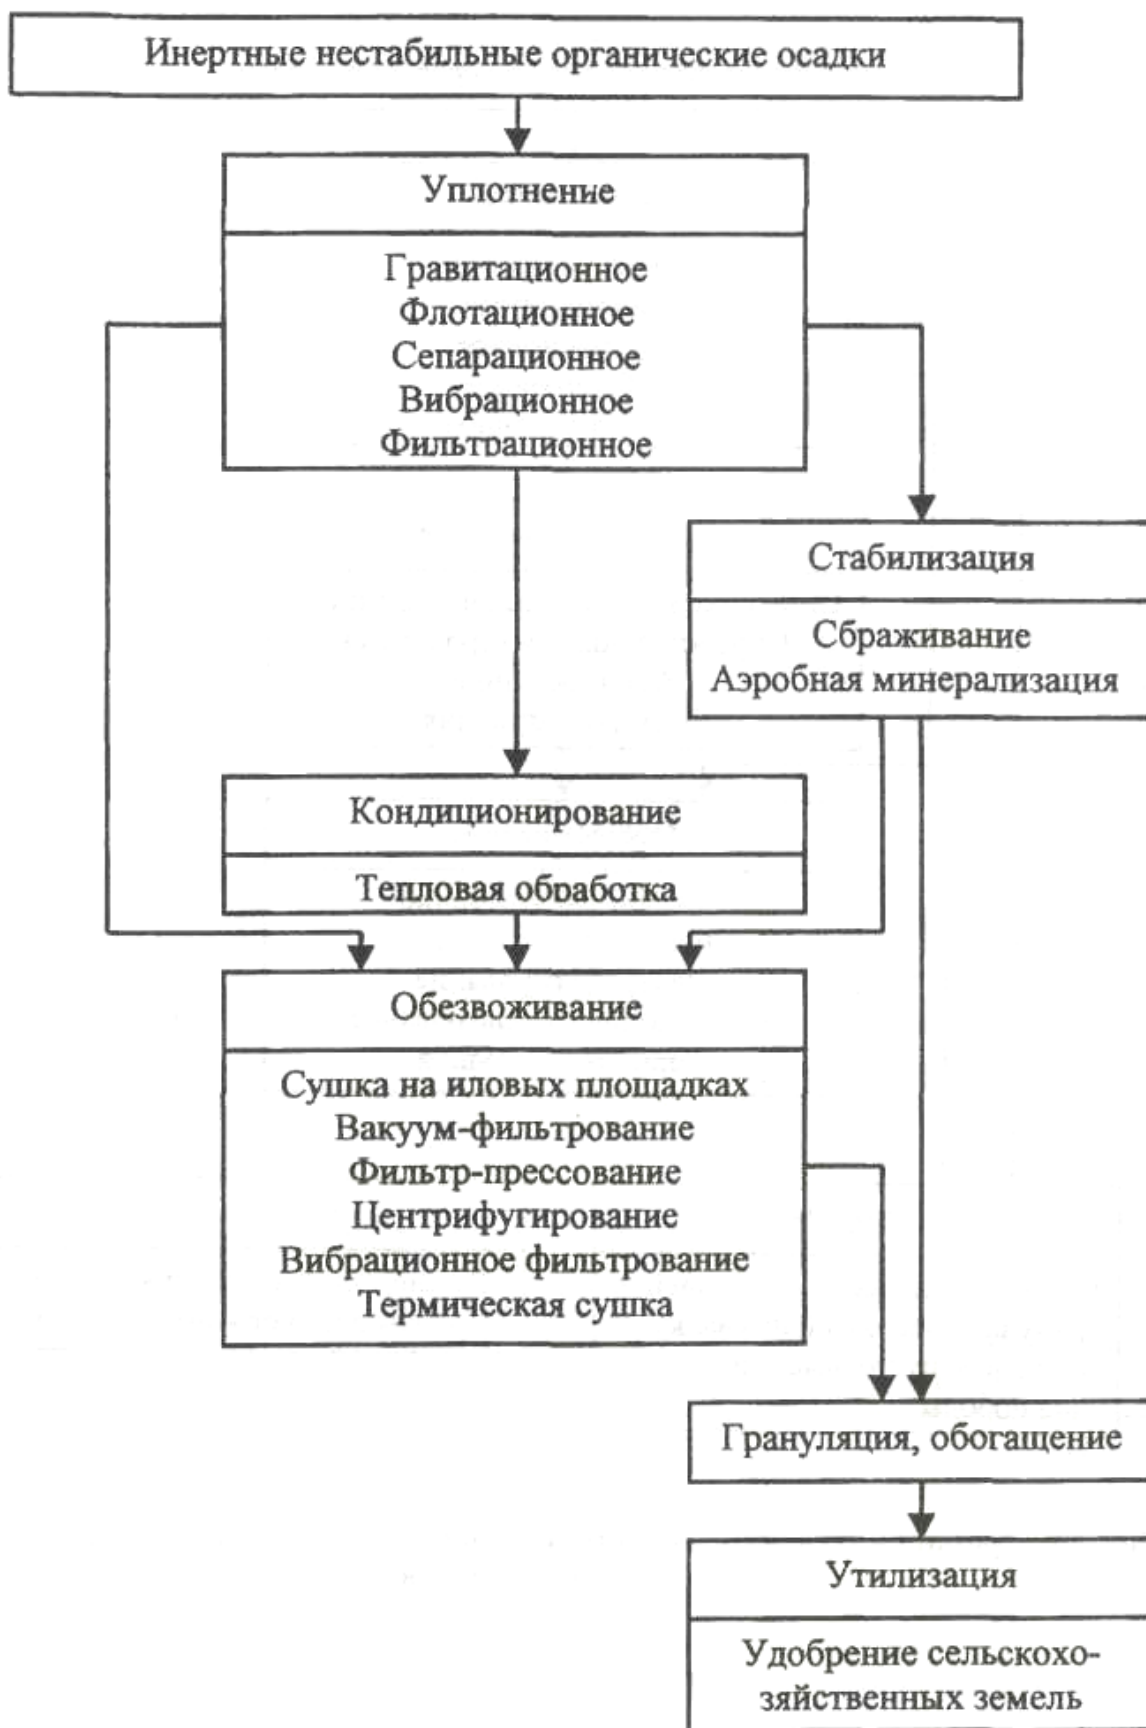 Инертные нестабильные органические осадки
Уплотнение
Гравитационное
Флотационное
Сепарационное
Вибрационное
Фильтрационное
Стабилизация
Сбраживание
Аэробная минерализация
Кондиционирование
Тепловая обработка
Обезвоживание
Сушка на иловых площадках
Вакуум-фильтрование
Фильтр-прессование
Центрифугирование
Вибрационное фильтрование
Термическая сушка
Грануляция, обогащение
Утилизация
Удобрение сельскохо-
зяйственных земель